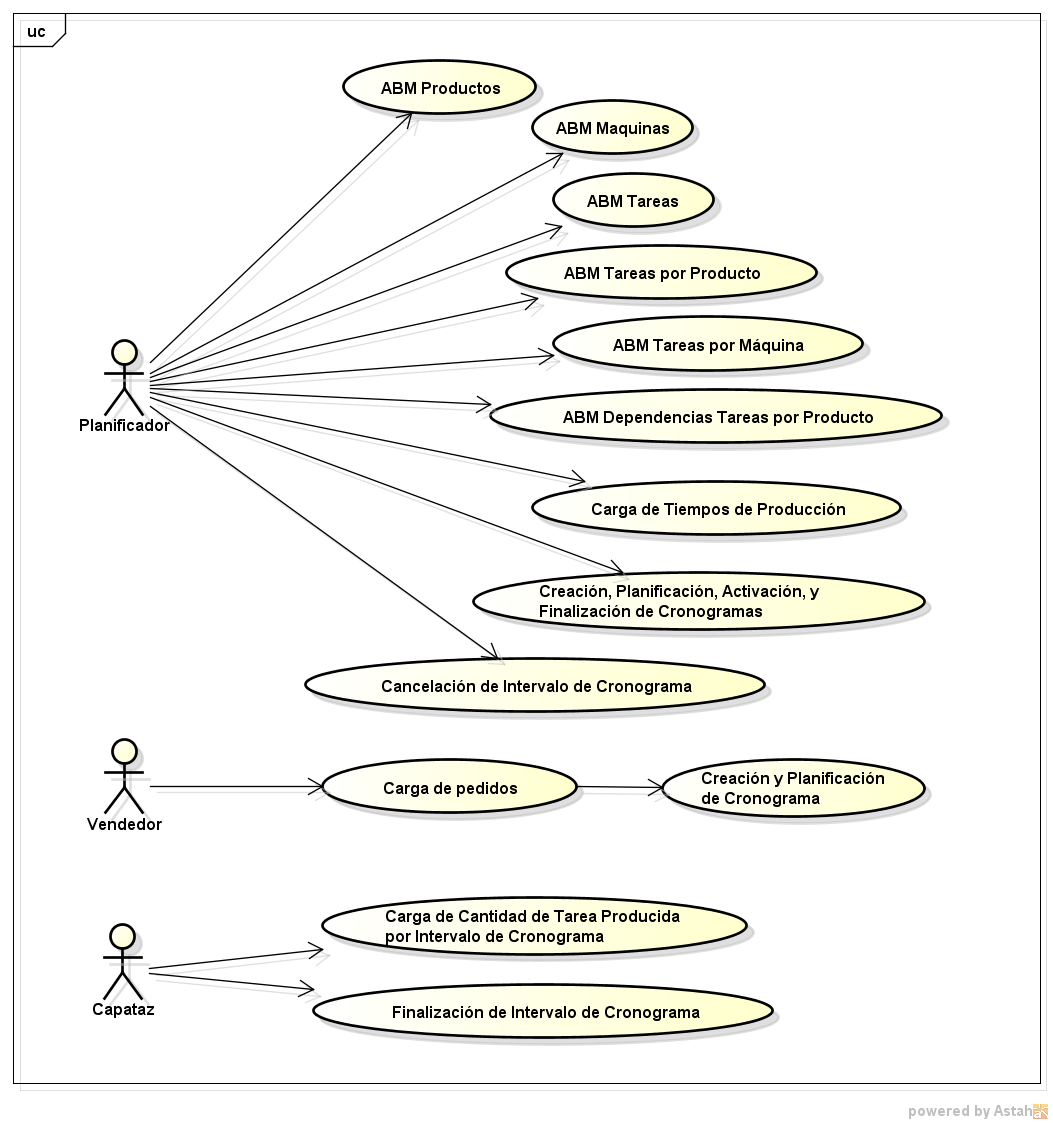 uc
ABM Productos
ABM Maquinas
ABM Tareas
ABM Tareas por Producto
ABM Tareas por Máquina
Planificador
ABM Dependencias Tareas por Producto
Carga de Tiempos de Producción
Creación, Planificación, Activación, y
Finalización de Cronogramas
Cancelación de Intervalo de Cronograma
Vendedor
Carga de pedidos
Creación y Planificación
de Cronograma
Carga de Cantidad de Tarea Producida
por Intervalo de Cronograma
Capataz
Finalización de Intervalo de Cronograma
powered by Astah